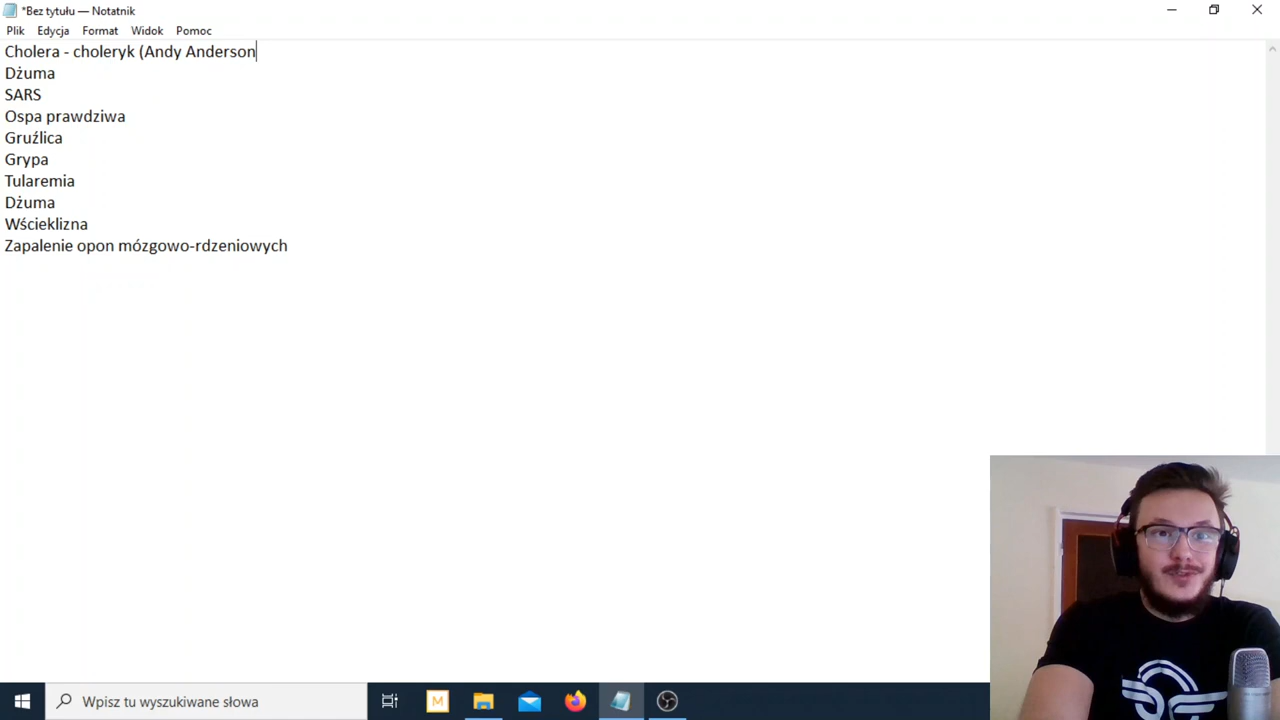 *Bez tytułu — Notatnik
Plik Edycja Format Widok Pomoc
Cholera - choleryk (Andy Anderson
Dżuma
SARS
Ospa prawdziwa
Gruźlica
Grypa
Tularemia
Dżuma
Wścieklizna
Zapalenie opon mózgowo-rdzeniowych
Wpisz tu wyszukiwane słowa
M